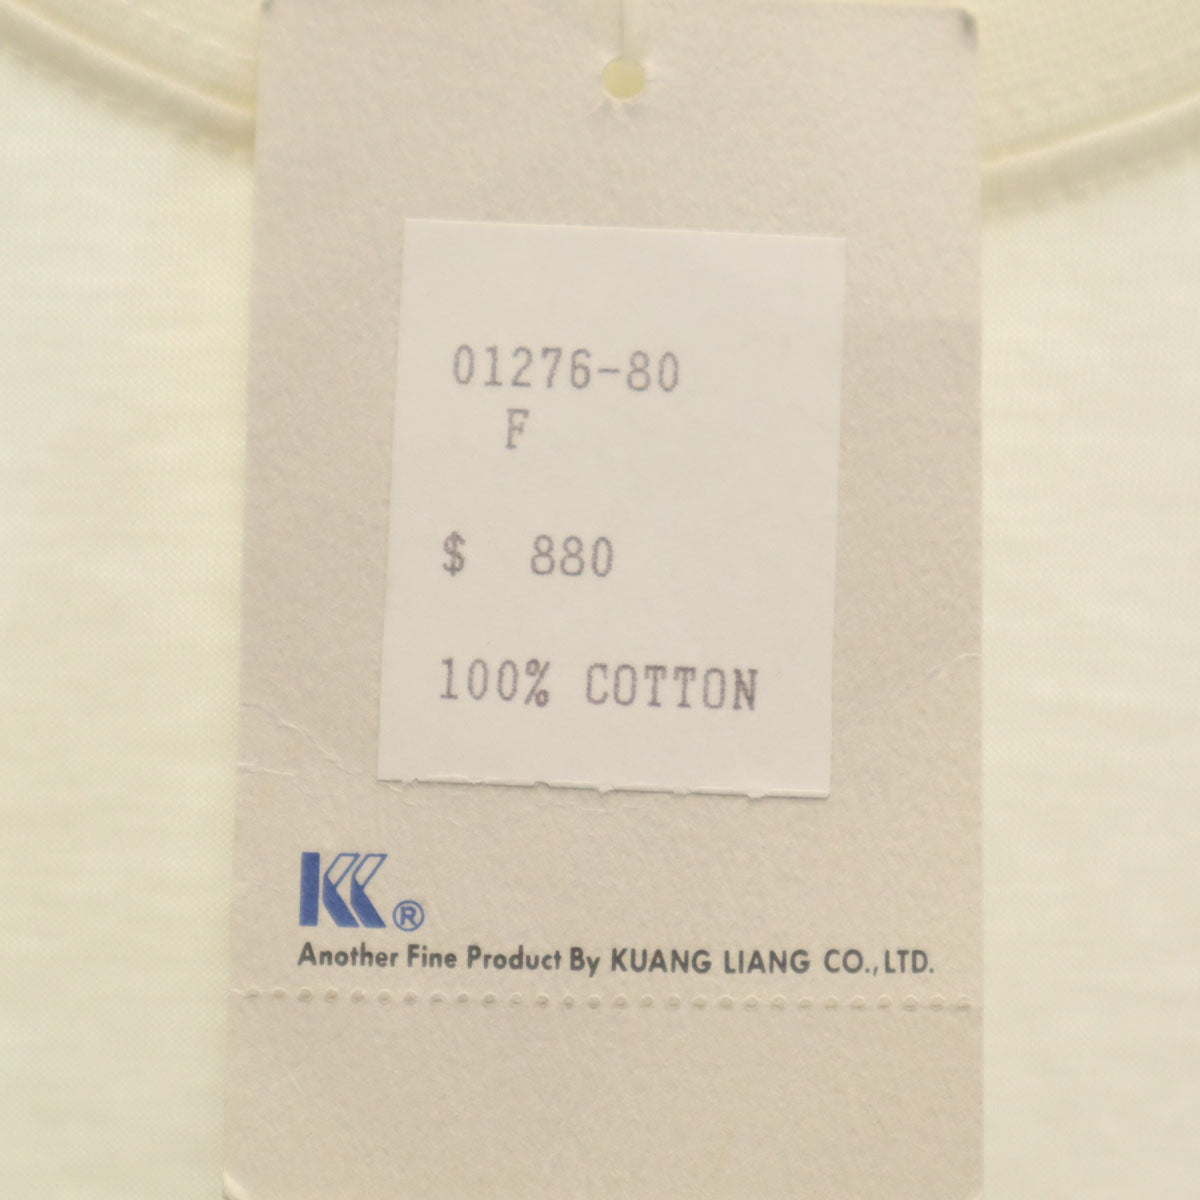 01276-80
F
$ 880
100% COTTON
KK®
Another Fine Product By KUANG LIANG CO.,LTD.